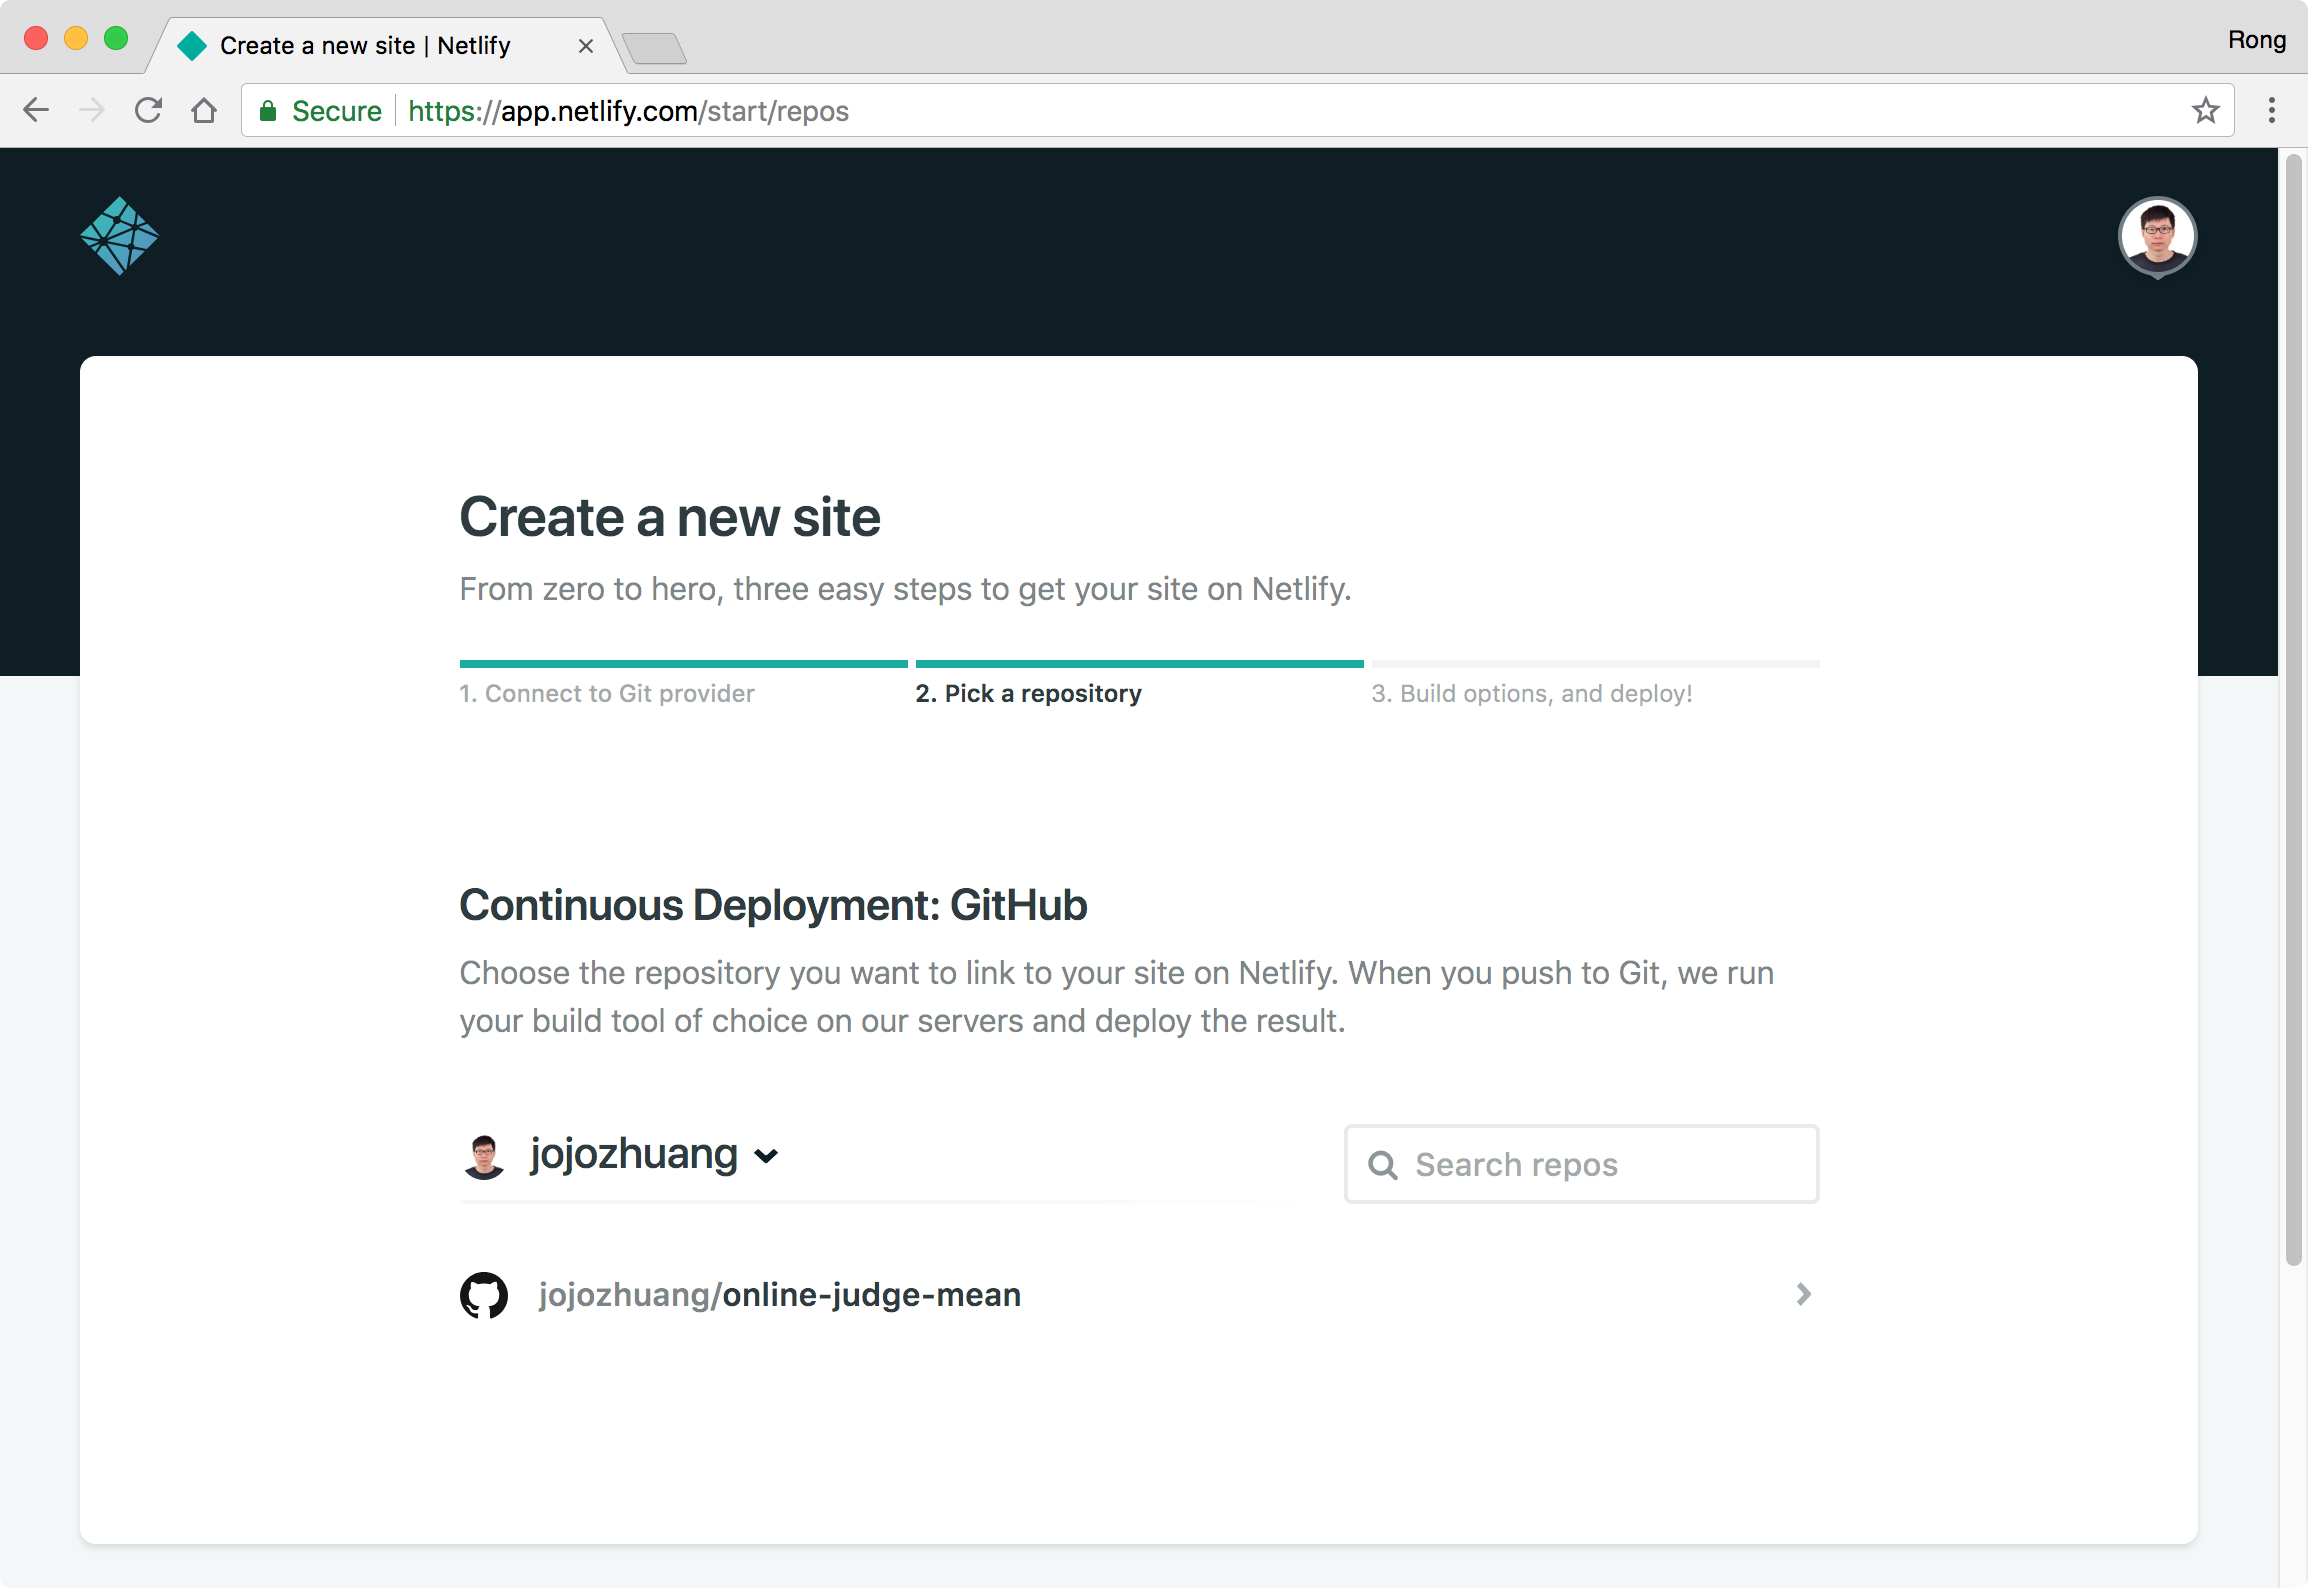 Create a new site | Netlify
Rong
Secure
https://app.netlify.com/start/repos
Create a new site
From zero to hero, three easy steps to get your site on Netlify.
1. Connect to Git provider
2. Pick a repository
3. Build options, and deploy!
Continuous Deployment: GitHub
Choose the repository you want to link to your site on Netlify. When you push to Git, we run
your build tool of choice on our servers and deploy the result.
jojozhuang
Search repos
jojozhuang/online-judge-mean